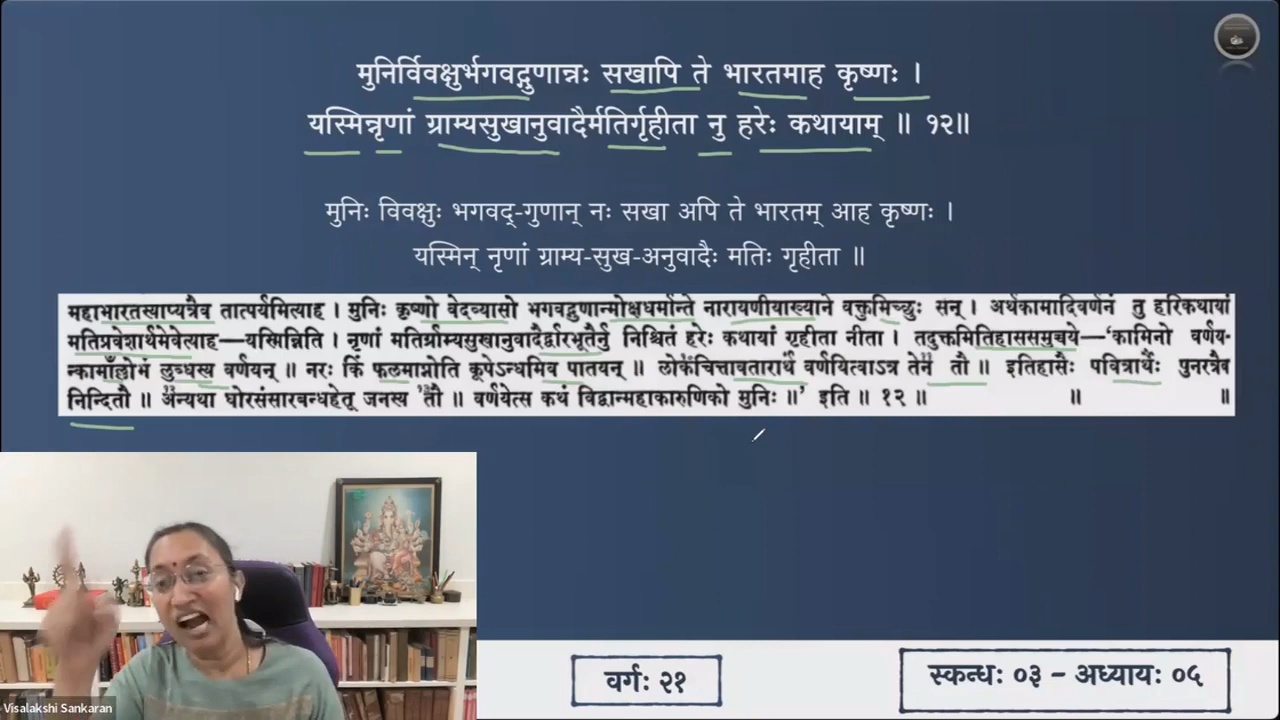 मुनिर्विवक्षुर्भगवद्गुणान्नः सखापि ते भारतमाह कृष्णः ।
यस्मिन्नृणां ग्राम्यसुखानुवादैर्मतिर्गृहीता नु हरेः कथायाम् ॥ १२॥
मुनिः विवक्षुः भगवद्-गुणान् नः सखा अपि ते भारतम् आह कृष्णः ।
यस्मिन् नृणां ग्राम्य-सुख-अनुवादैः मतिः गृहीता ॥
महाभारतस्याप्यत्रैव तात्पर्यमित्याह । मुनिः कृष्णो वेदव्यासो भगवद्गुणान्मोक्षधर्मान्ते नारायणीयाख्याने वक्तुमिच्छुः सन् । अर्थकामादिवर्णनं तु हरिकथायां
मतिप्रवेशार्थमेवेत्याह—यस्मिन्निति । नृणां मतिर्ग्राम्यसुखानुवादैर्द्वारभूतैर्नु निश्चितं हरेः कथायां गृहीता नीता । तदुक्तमितिहाससमुच्चये—‘कामिनो वर्णय-
न्कामाँल्लोभं लुब्धस्य वर्णयन् ॥ नरः किं फलमाप्नोति कूपेऽन्धमिव पातयन् ॥ लोकचित्तावतारार्थं वर्णयित्वाऽत्र तेन तौ ॥ इतिहासैः पवित्रार्थैः पुनरत्रैव
निन्दितौ ॥ अन्यथा घोरसंसारबन्धहेतू जनस्य तौ ॥ वर्णयेत्स कथं विद्वान्महाकारुणिको मुनिः ॥’ इति ॥ १२ ॥ ॥ ॥
Visalakshi Sankaran
वर्गः २१
स्कन्धः ०३ – अध्यायः ०५